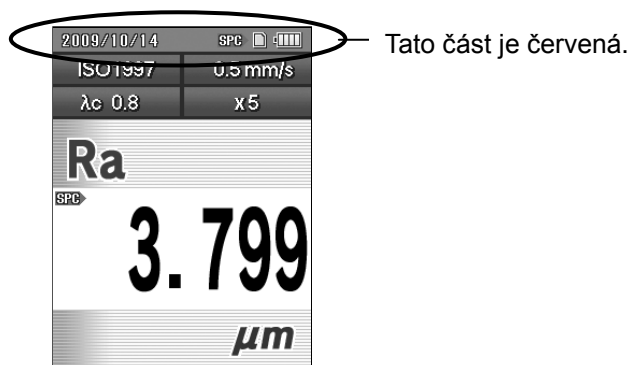 2009/10/14 SPC
Tato část je červená.
ISO1997 0.5 mm/s
λc 0.8 x 5
Ra
SPC
3.799
µm